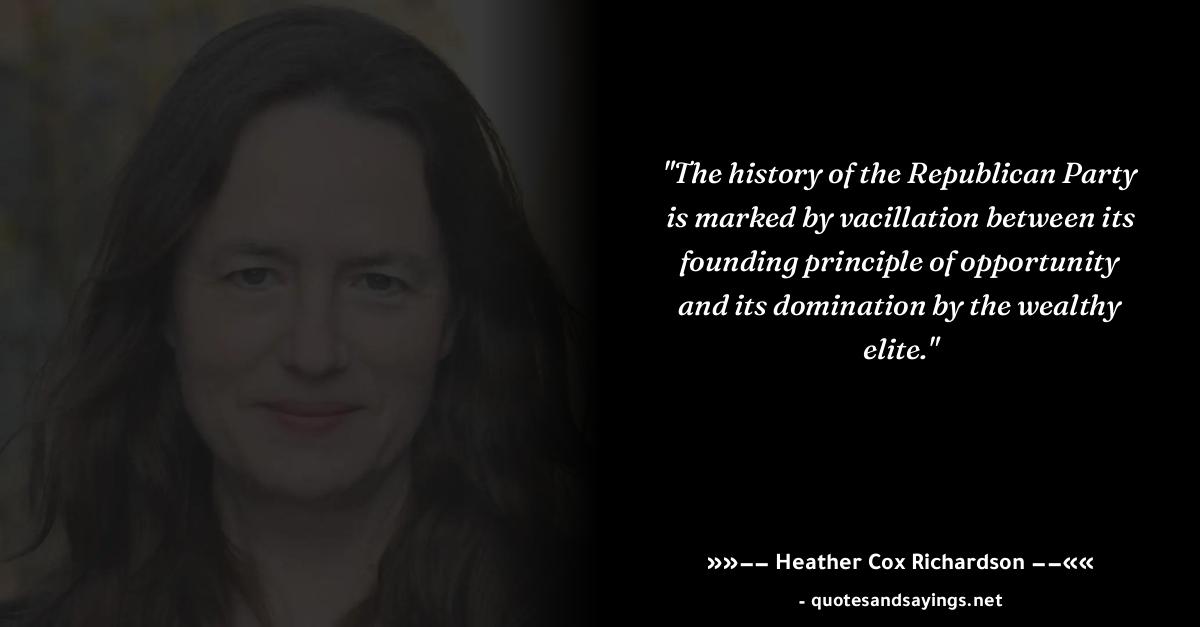 "The history of the Republican Party
is marked by vacillation between its
founding principle of opportunity
and its domination by the wealthy
elite."
»»–– Heather Cox Richardson ––««
- quotesandsayings.net